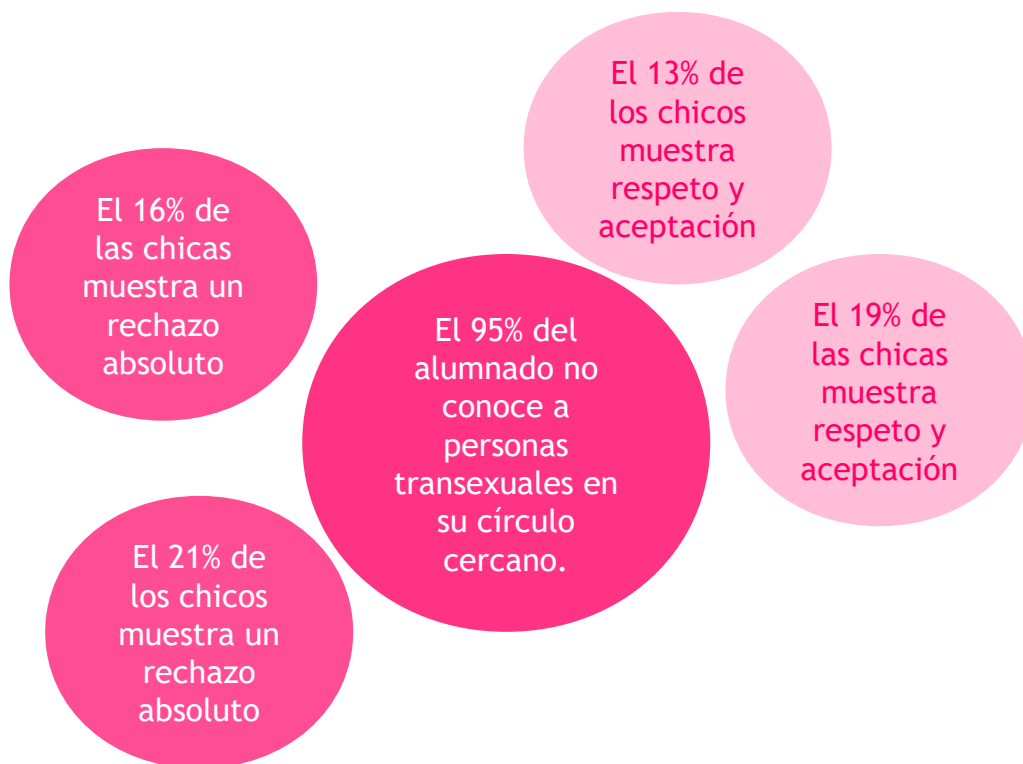 El 13% de
los chicos
muestra
respeto y
aceptación
El 16% de
las chicas
muestra un
rechazo
absoluto
El 95% del
alumnado no
conoce a
personas
transexuales en
su círculo
cercano.
El 19% de
las chicas
muestra
respeto y
aceptación
El 21% de
los chicos
muestra un
rechazo
absoluto